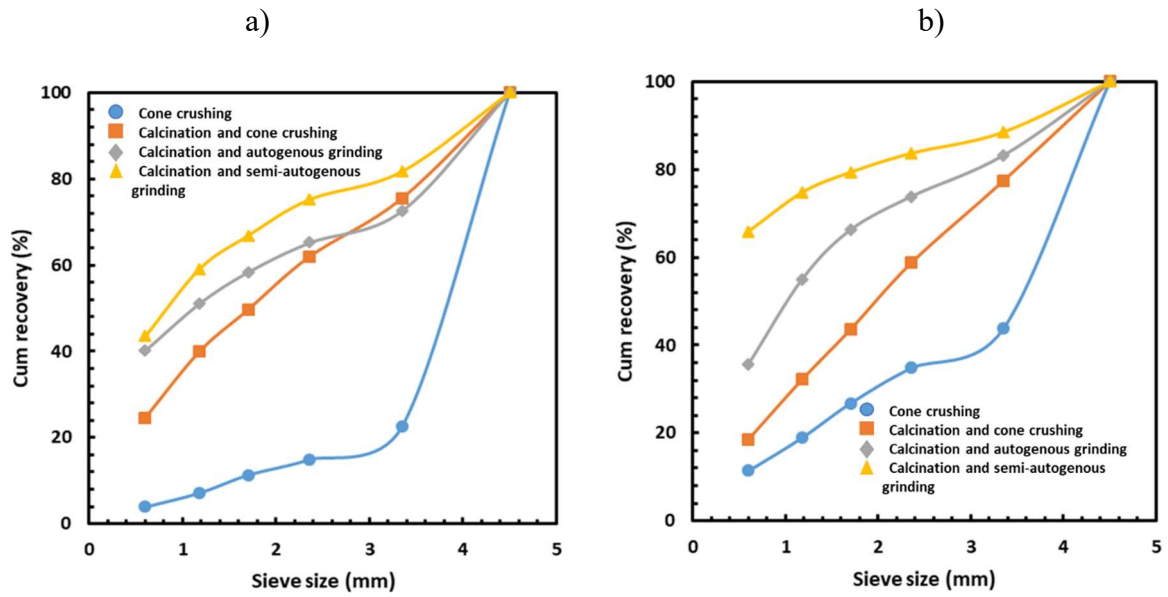 a)
100
80
60
40
20
0
Cum recovery (%)
Cone crushing
Calcination and cone crushing
Calcination and autogenous grinding
Calcination and semi-autogenous
grinding
0 1 2 3 4 5
Sieve size (mm)
b)
100
80
60
40
20
0
Cum recovery (%)
Cone crushing
Calcination and cone crushing
Calcination and autogenous grinding
Calcination and semi-autogenous
grinding
0 1 2 3 4 5
Sieve size (mm)